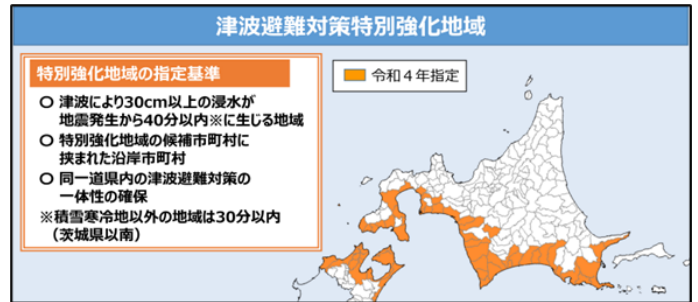 津波避難対策特別強化地域
特別強化地域の指定基準
○ 津波により30cm以上の浸水が
地震発生から40分以内※に生じる地域
○ 特別強化地域の候補市町村に
挟まれた沿岸市町村
○ 同一道県内の津波避難対策の
一体性の確保
※積雪寒冷地以外の地域は30分以内
（茨城県以南）
令和４年指定